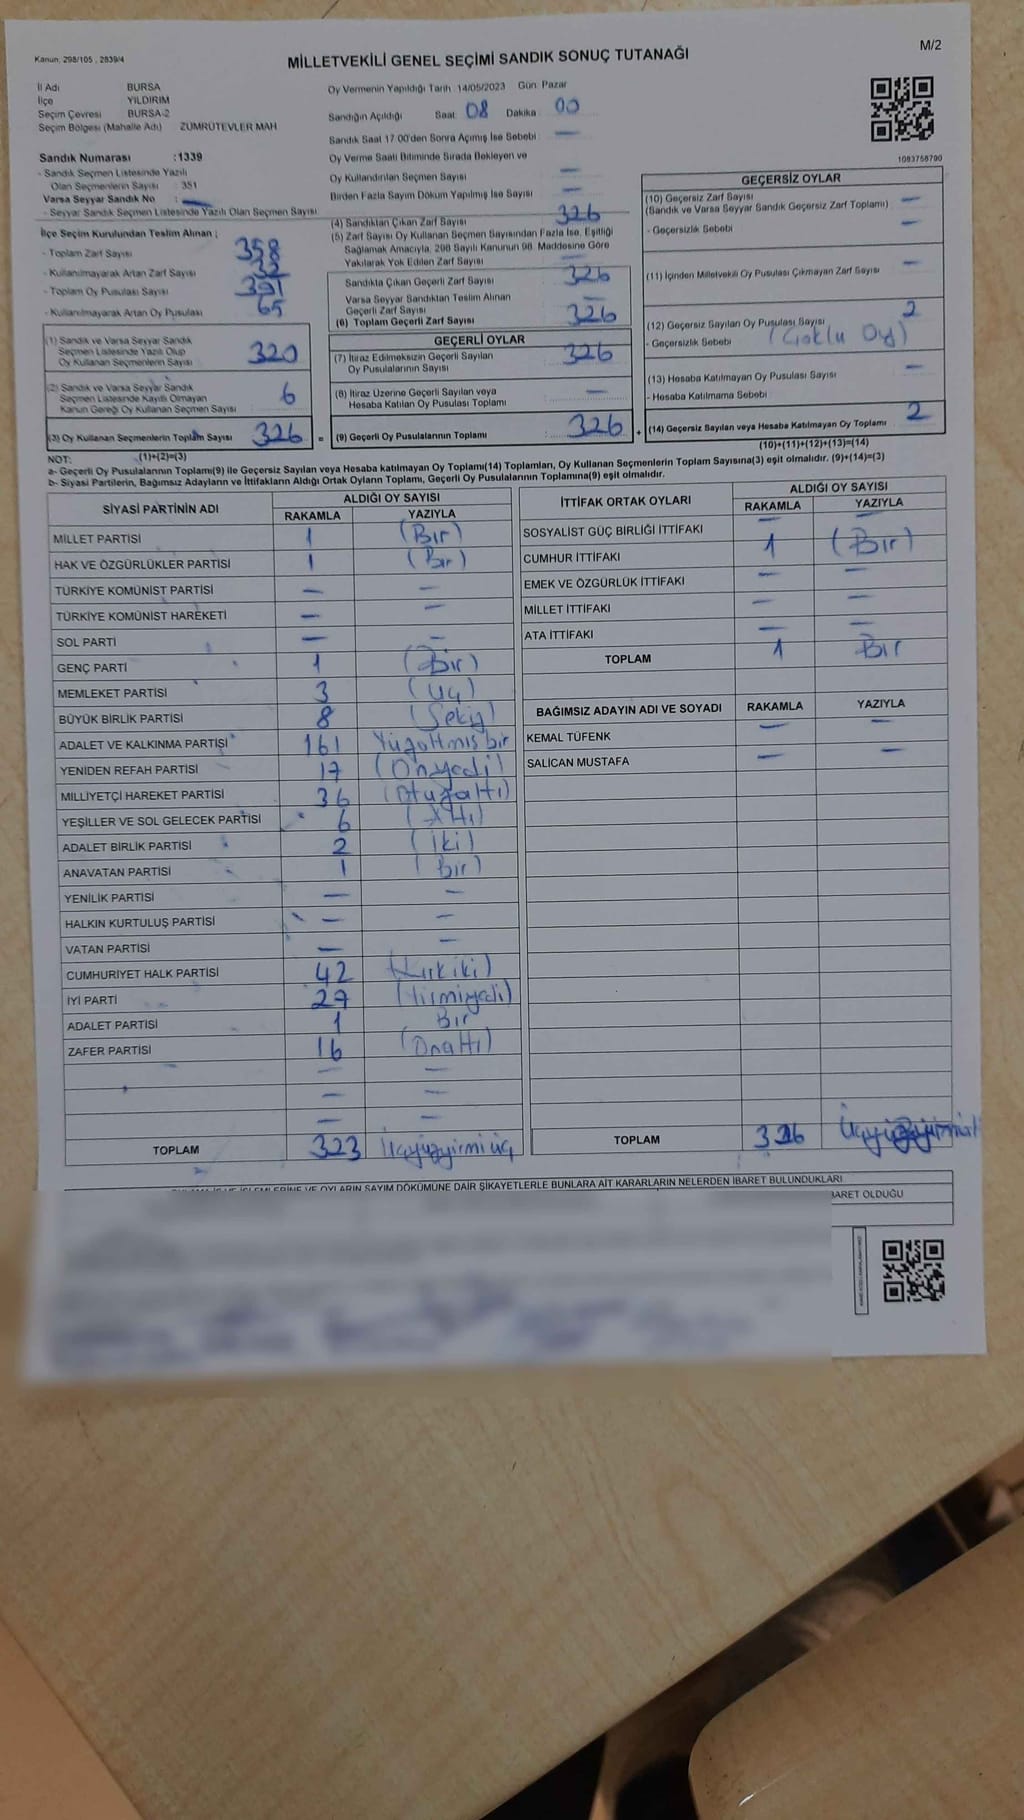 Kanun: 298/105 , 2839/4
M/2
MİLLETVEKİLİ GENEL SEÇİMİ SANDIK SONUÇ TUTANAĞI
İl Adı BURSA
İlçe YILDIRIM
Seçim Çevresi BURSA-2
Seçim Bölgesi (Mahalle Adı) ZÜMRÜTEVLER MAH
Sandık Numarası :1339
- Sandık Seçmen Listesinde Yazılı
Olan Seçmenlerin Sayısı : 351
Varsa Seyyar Sandık No : —
- Seyyar Sandık Seçmen Listesinde Yazılı Olan Seçmen Sayısı
İlçe Seçim Kurulundan Teslim Alınan ;
- Toplam Zarf Sayısı 358
- Kullanılmayarak Artan Zarf Sayısı 32
- Toplam Oy Pusulası Sayısı 391
- Kullanılmayarak Artan Oy Pusulası 65
(1) Sandık ve Varsa Seyyar Sandık
Seçmen Listesinde Yazılı Olup
Oy Kullanan Seçmenlerin Sayısı 320
(2) Sandık ve Varsa Seyyar Sandık
Seçmen Listesinde Kayıtlı Olmayan
Kanun Gereği Oy Kullanan Seçmen Sayısı 6
(3) Oy Kullanan Seçmenlerin Toplam Sayısı 326 =
(1)+(2)=(3)
Oy Vermenin Yapıldığı Tarih 14/05/2023 Gün: Pazar
Sandığın Açıldığı Saat: 08 Dakika 00
Sandık Saat 17:00'den Sonra Açımış İse Sebebi —
Oy Verme Saati Bitiminde Sırada Bekleyen ve
Oy Kullandırılan Seçmen Sayısı —
Birden Fazla Sayım Döküm Yapılmış İse Sayısı —
(4) Sandıktan Çıkan Zarf Sayısı 326
(5) Zarf Sayısı Oy Kullanan Seçmen Sayısından Fazla İse, Eşitliği
Sağlamak Amacıyla, 298 Sayılı Kanunun 98. Maddesine Göre
Yakılarak Yok Edilen Zarf Sayısı —
Sandıkta Çıkan Geçerli Zarf Sayısı 326
Varsa Seyyar Sandıktan Teslim Alınan
Geçerli Zarf Sayısı —
(6) Toplam Geçerli Zarf Sayısı 326
GEÇERLİ OYLAR
(7) İtiraz Edilmeksizin Geçerli Sayılan
Oy Pusulalarının Sayısı 326
(8) İtiraz Üzerine Geçerli Sayılan veya
Hesaba Katılan Oy Pusulası Toplamı —
(9) Geçerli Oy Pusulalarının Toplamı : 326 +
1083758790
GEÇERSİZ OYLAR
(10) Geçersiz Zarf Sayısı
(Sandık ve Varsa Seyyar Sandık Geçersiz Zarf Toplamı) —
- Geçersizlik Sebebi —
(11) İçinden Milletvekili Oy Pusulası Çıkmayan Zarf Sayısı —
(12) Geçersiz Sayılan Oy Pusulası Sayısı 2
- Geçersizlik Sebebi (Çoklu Oy)
(13) Hesaba Katılmayan Oy Pusulası Sayısı —
- Hesaba Katılmama Sebebi
(14) Geçersiz Sayılan veya Hesaba Katılmayan Oy Toplamı 2
(10)+(11)+(12)+(13)=(14)
NOT:
a- Geçerli Oy Pusulalarının Toplamı(9) ile Geçersiz Sayılan veya Hesaba katılmayan Oy Toplamı(14) Toplamları, Oy Kullanan Seçmenlerin Toplam Sayısına(3) eşit olmalıdır. (9)+(14)=(3)
b- Siyasi Partilerin, Bağımsız Adayların ve İttifakların Aldığı Ortak Oyların Toplamı, Geçerli Oy Pusulalarının Toplamına(9) eşit olmalıdır.
SİYASİ PARTİNİN ADI ALDIĞI OY SAYISI
RAKAMLA YAZIYLA
MİLLET PARTİSİ 1 (Bir)
HAK VE ÖZGÜRLÜKLER PARTİSİ 1 (Bir)
TÜRKİYE KOMÜNİST PARTİSİ — —
TÜRKİYE KOMÜNİST HAREKETİ — —
SOL PARTİ — —
GENÇ PARTİ 1 (Bir)
MEMLEKET PARTİSİ 3 (Üç)
BÜYÜK BİRLİK PARTİSİ 8 (Sekiz)
ADALET VE KALKINMA PARTİSİ 161 Yüzaltmış bir
YENİDEN REFAH PARTİSİ 17 (Onyedi)
MİLLİYETÇİ HAREKET PARTİSİ 36 (Otuzaltı)
YEŞİLLER VE SOL GELECEK PARTİSİ 6 (Altı)
ADALET BİRLİK PARTİSİ 2 (İki)
ANAVATAN PARTİSİ 1 (Bir)
YENİLİK PARTİSİ — —
HALKIN KURTULUŞ PARTİSİ — —
VATAN PARTİSİ — —
CUMHURİYET HALK PARTİSİ 42 (Kırkiki)
İYİ PARTİ 27 (Yirmiyedi)
ADALET PARTİSİ 1 Bir
ZAFER PARTİSİ 16 (Onaltı)
— —
— —
— —
TOPLAM 323 Üçyüzyirmi üç
İTTİFAK ORTAK OYLARI ALDIĞI OY SAYISI
RAKAMLA YAZIYLA
SOSYALİST GÜÇ BİRLİĞİ İTTİFAKI — —
CUMHUR İTTİFAKI 1 (Bir)
EMEK VE ÖZGÜRLÜK İTTİFAKI — —
MİLLET İTTİFAKI — —
ATA İTTİFAKI — —
TOPLAM 1 Bir
BAĞIMSIZ ADAYIN ADI VE SOYADI RAKAMLA YAZIYLA
KEMAL TÜFENK — —
SALİCAN MUSTAFA — —
TOPLAM 326
OYLARIN SAYIM DÖKÜMÜNE DAİR ŞİKAYETLERLE BUNLARA AİT KARARLARIN NELERDEN İBARET BULUNDUKLARI
BARET OLDUĞU